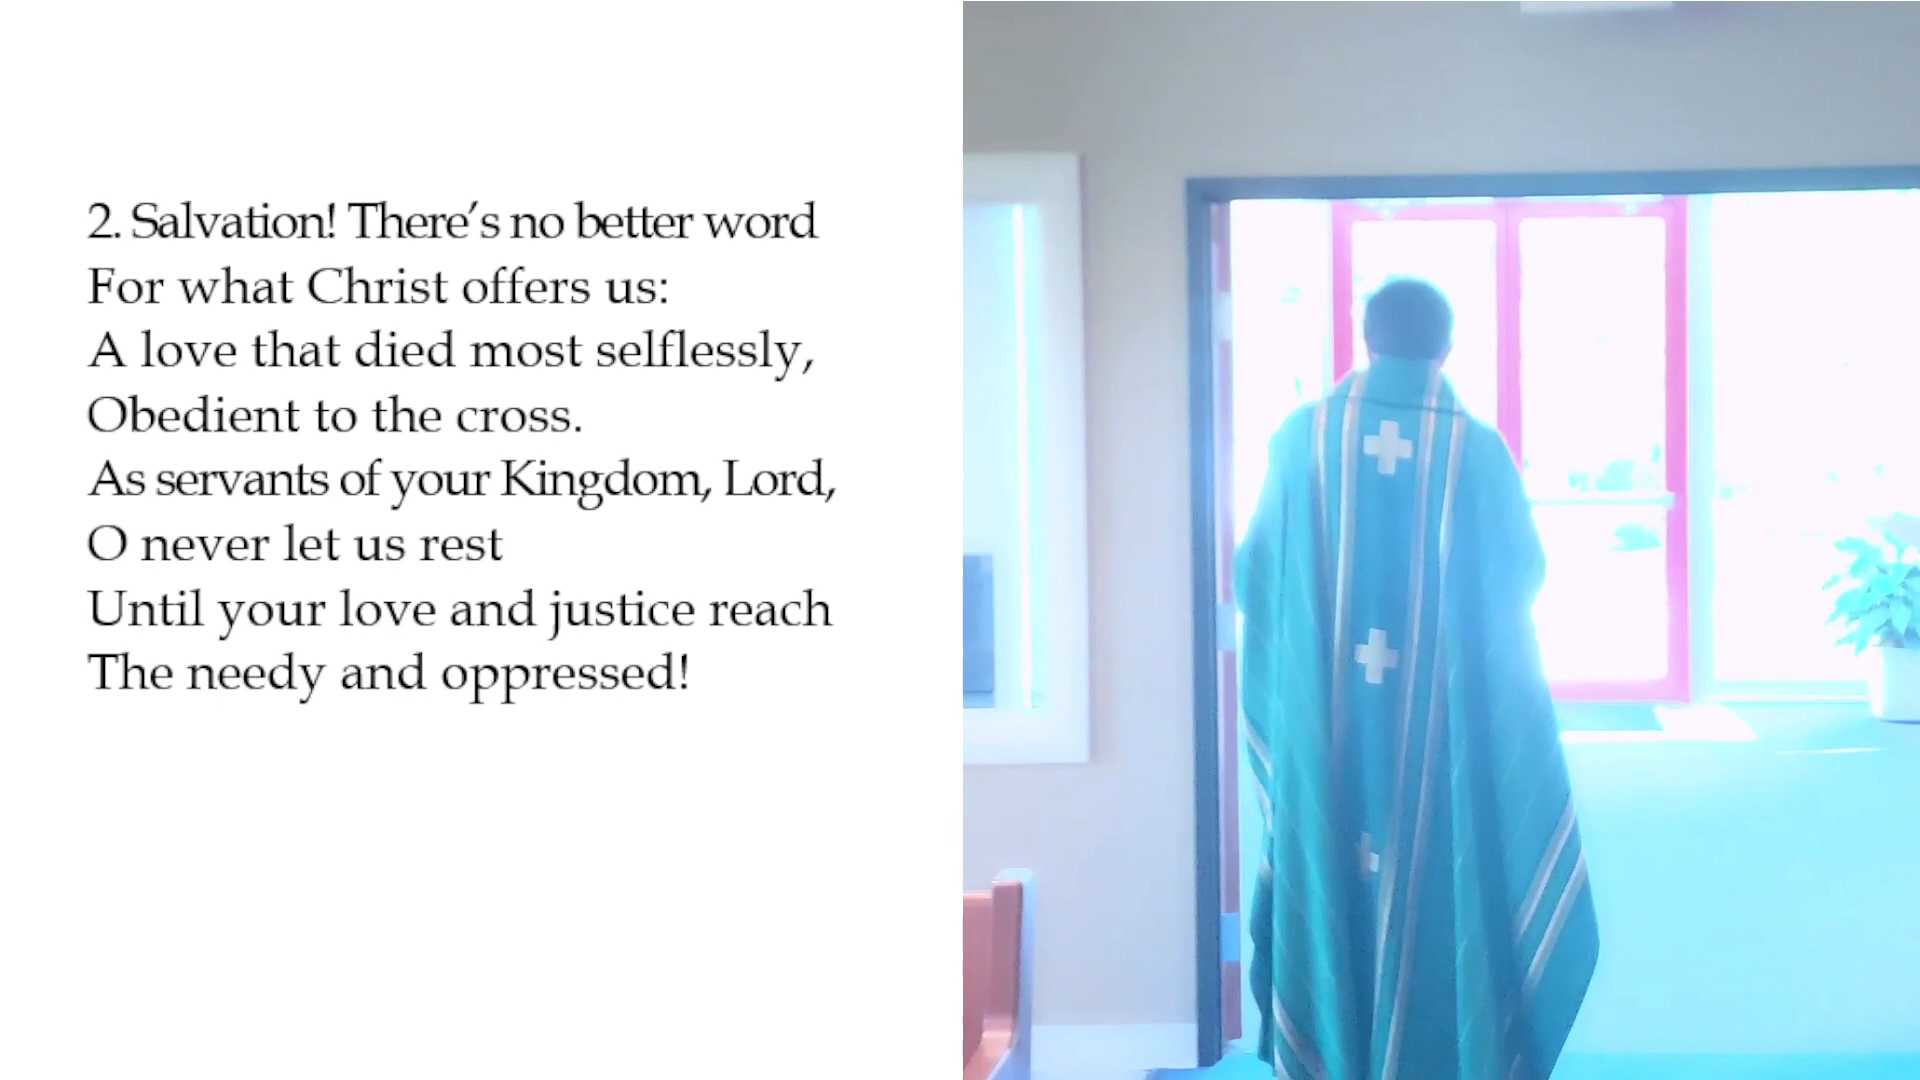 2. Salvation! There’s no better word
For what Christ offers us:
A love that died most selflessly,
Obedient to the cross.
As servants of your Kingdom, Lord,
O never let us rest
Until your love and justice reach
The needy and oppressed!